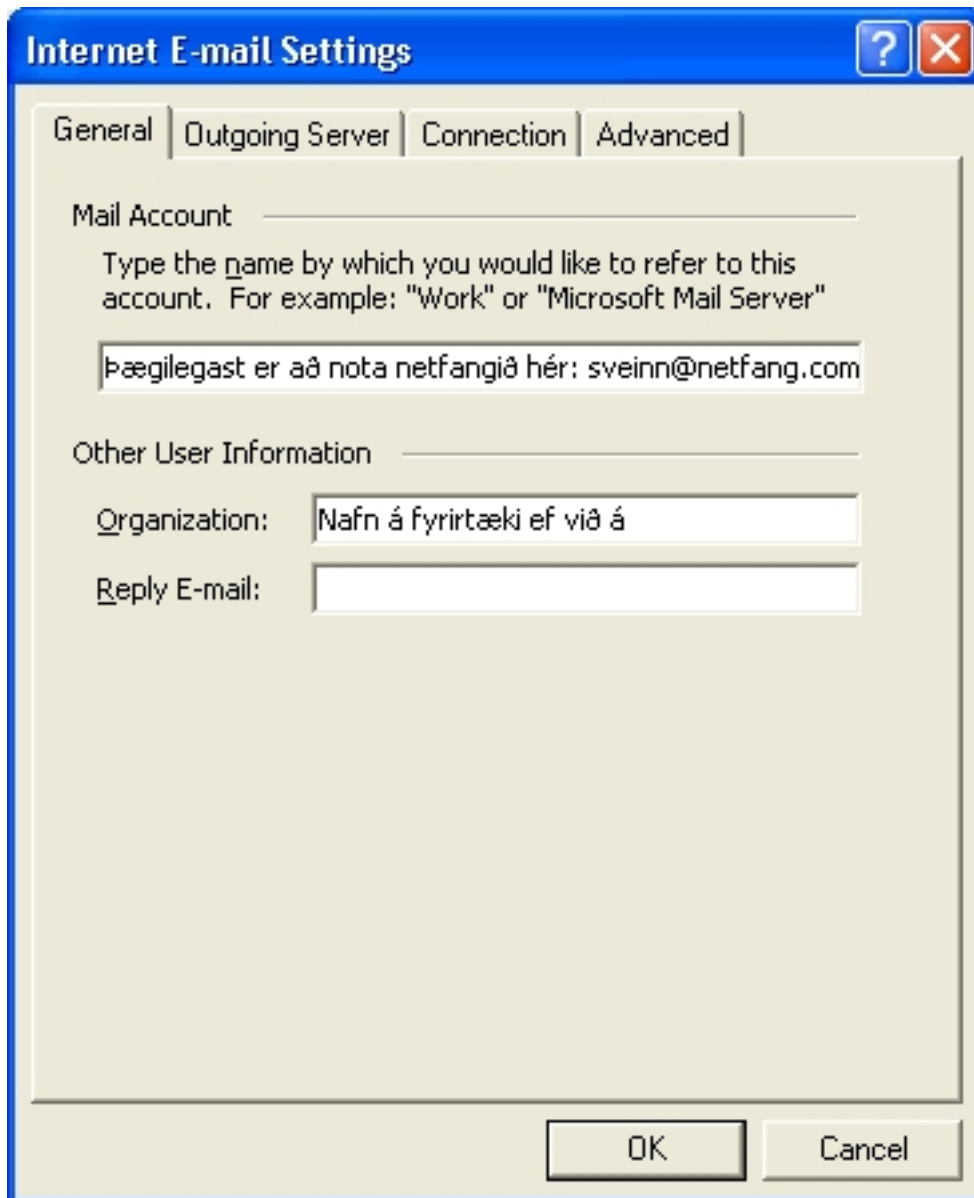 Internet E-mail Settings
General Outgoing Server Connection Advanced
Mail Account
Type the name by which you would like to refer to this
account. For example: "Work" or "Microsoft Mail Server"
Þægilegast er að nota netfangið hér: sveinn@netfang.com
Other User Information
Organization: Nafn á fyrirtæki ef við á
Reply E-mail:
OK Cancel